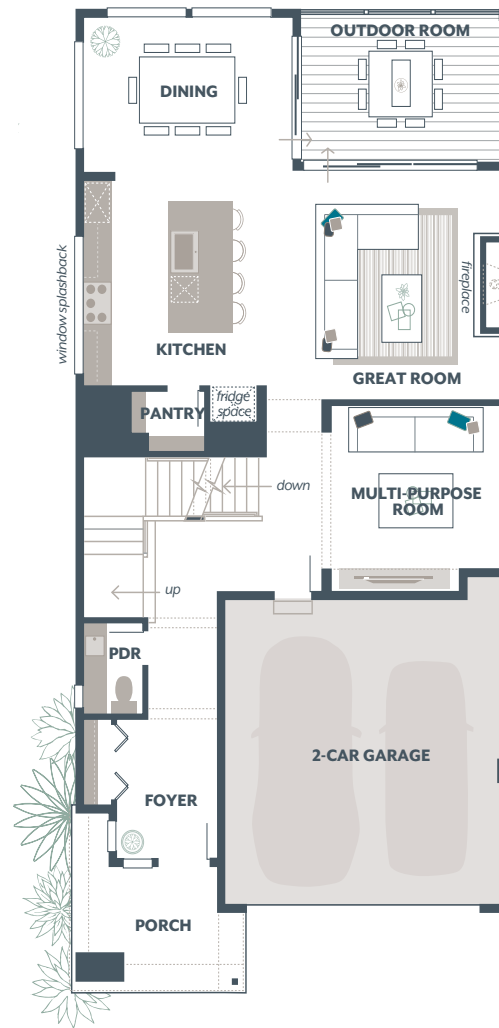 OUTDOOR ROOM
DINING
window splashback
fireplace
KITCHEN
GREAT ROOM
fridge
space
PANTRY
down
MULTI-PURPOSE
ROOM
up
PDR
2-CAR GARAGE
FOYER
PORCH